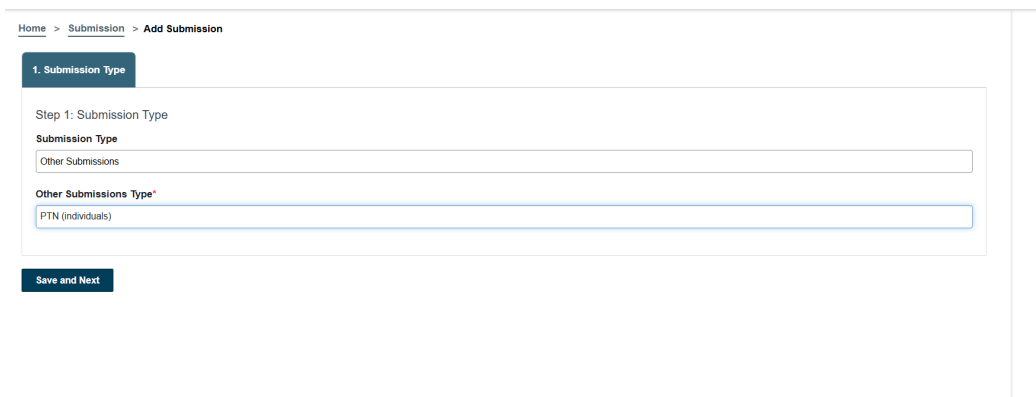 Home > Submission > Add Submission
1. Submission Type
Step 1: Submission Type
Submission Type
Other Submissions
Other Submissions Type*
PTN (individuals)
Save and Next